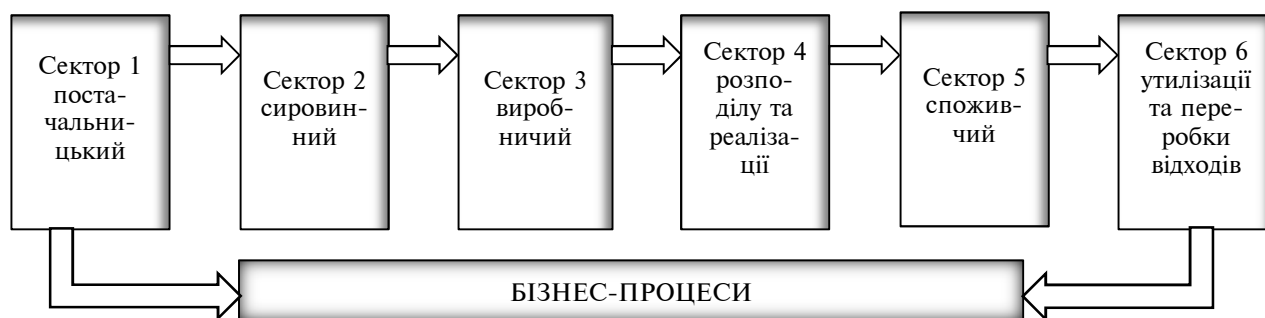 Сектор 1
поста-
чальни-
цький
Сектор 2
сировин-
ний
Сектор 3
вироб-
ничий
Сектор 4
розпо-
ділу та
реаліза-
ції
Сектор 5
спожив-
чий
Сектор 6
утилізації
та пере-
робки
відходів
БІЗНЕС-ПРОЦЕСИ